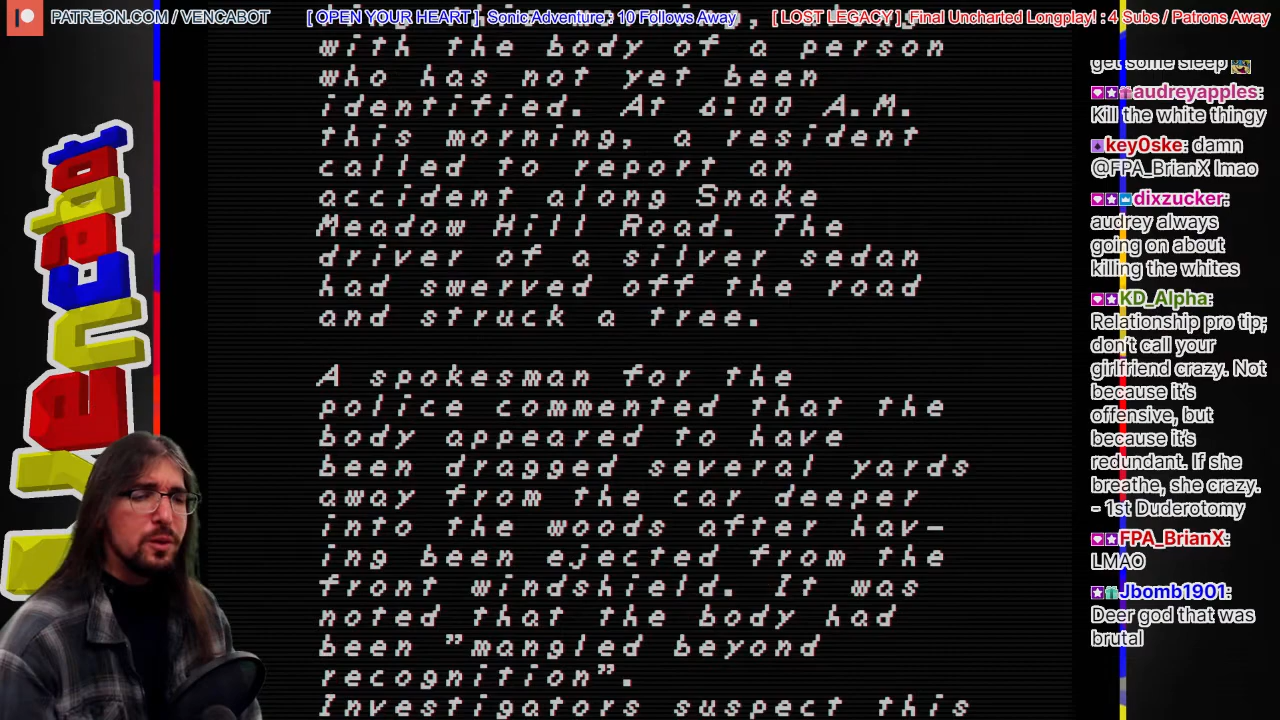 PATREON.COM / VENCABOT
[ OPEN YOUR HEART ] Sonic Adventure : 10 Follows Away
[ LOST LEGACY ] Final Uncharted Longplay! : 4 Subs / Patrons Away
with the body of a person
who has not yet been
identified. At 6:00 A.M.
this morning, a resident
called to report an
accident along Snake
Meadow Hill Road. The
driver of a silver sedan
had swerved off the road
and struck a tree.
A spokesman for the
police commented that the
body appeared to have
been dragged several yards
away from the car deeper
into the woods after hav-
ing been ejected from the
front windshield. It was
noted that the body had
been "mangled beyond
recognition".
Investigators suspect this
get some sleep
audreyapples:
Kill the white thingy
key0ske: damn
@FPA_BrianX lmao
dixzucker:
audrey always
going on about
killing the whites
KD_Alpha:
Relationship pro tip;
don't call your
girlfriend crazy. Not
because it's
offensive, but
because it's
redundant. If she
breathe, she crazy.
- 1st Duderotomy
FPA_BrianX:
LMAO
Jbomb1901:
Deer god that was
brutal